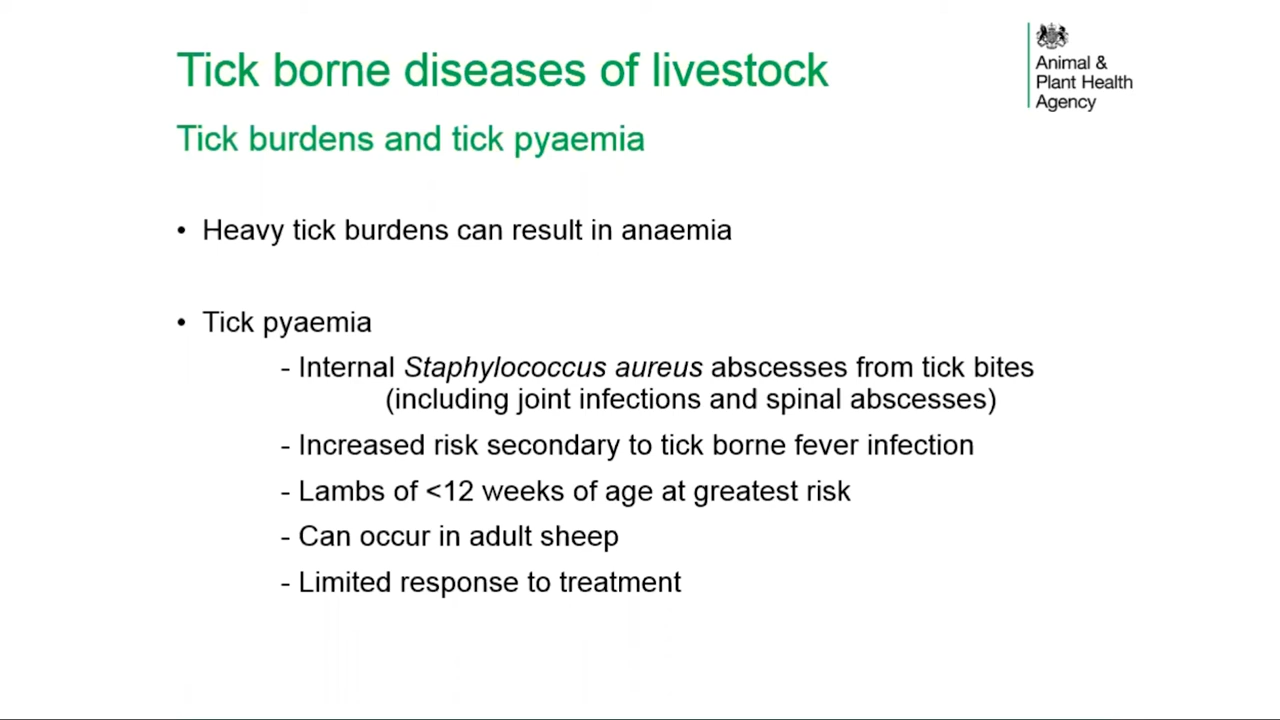 Tick borne diseases of livestock
Animal &
Plant Health
Agency
Tick burdens and tick pyaemia
• Heavy tick burdens can result in anaemia
• Tick pyaemia
- Internal Staphylococcus aureus abscesses from tick bites
(including joint infections and spinal abscesses)
- Increased risk secondary to tick borne fever infection
- Lambs of <12 weeks of age at greatest risk
- Can occur in adult sheep
- Limited response to treatment